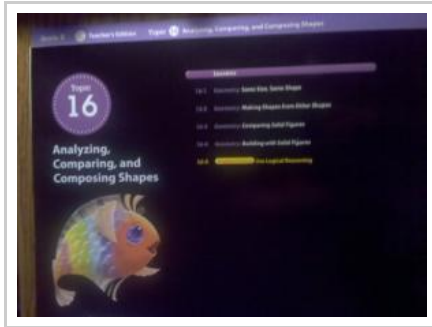 Teacher's Edition Topic 16 Analyzing, Comparing, and Composing Shapes
Topic
16
Analyzing,
Comparing, and
Composing Shapes
Lessons
16-1 Geometry: Same Size, Same Shape
16-2 Geometry: Making Shapes from Other Shapes
16-3 Geometry: Comparing Solid Figures
16-4 Geometry: Building with Solid Figures
Use Logical Reasoning